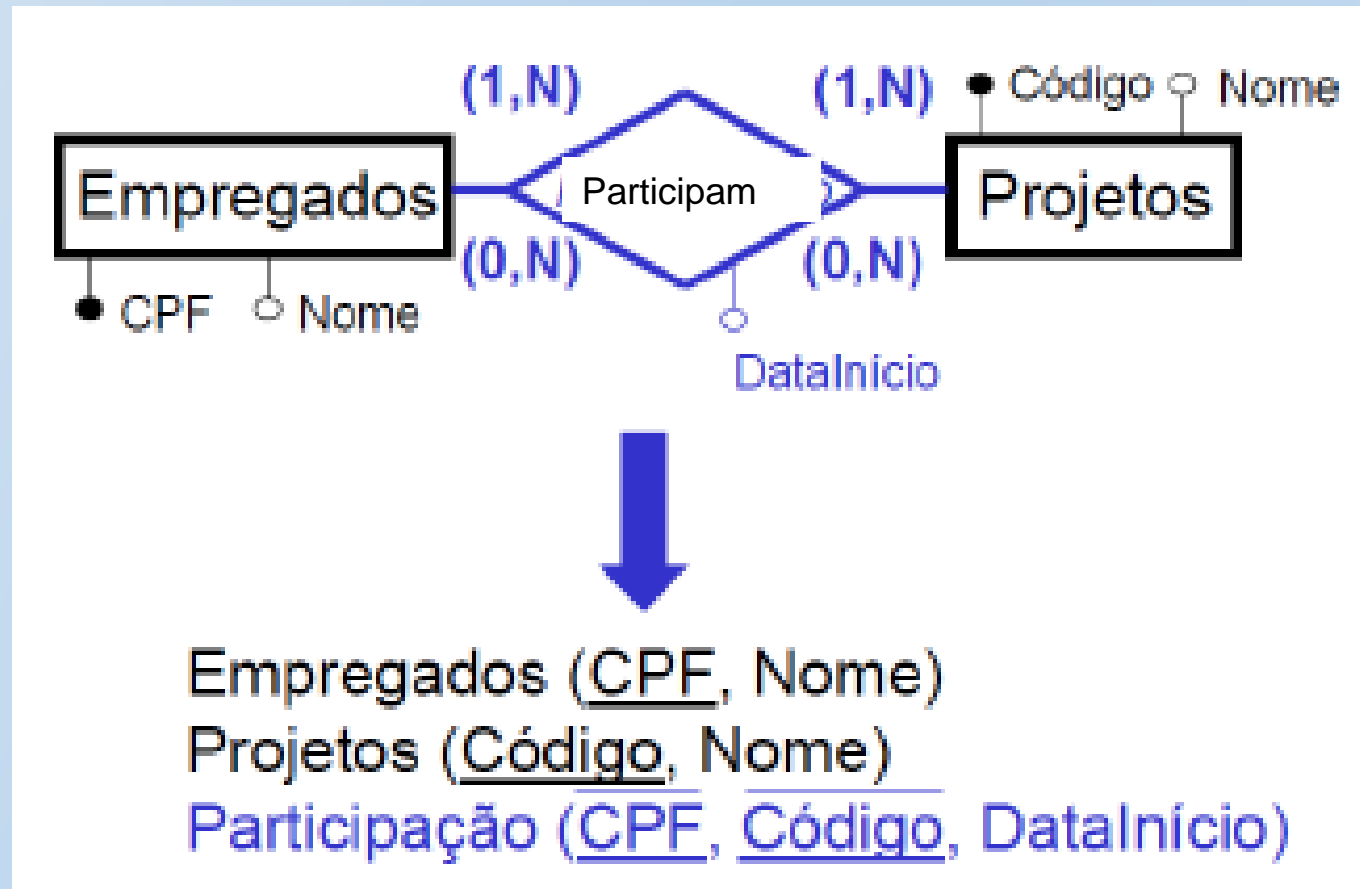 (1,N) (1,N) Código Nome
Empregados Participam Projetos
(0,N) (0,N)
CPF Nome
DataInício
Empregados (CPF, Nome)
Projetos (Código, Nome)
Participação (CPF, Código, DataInício)